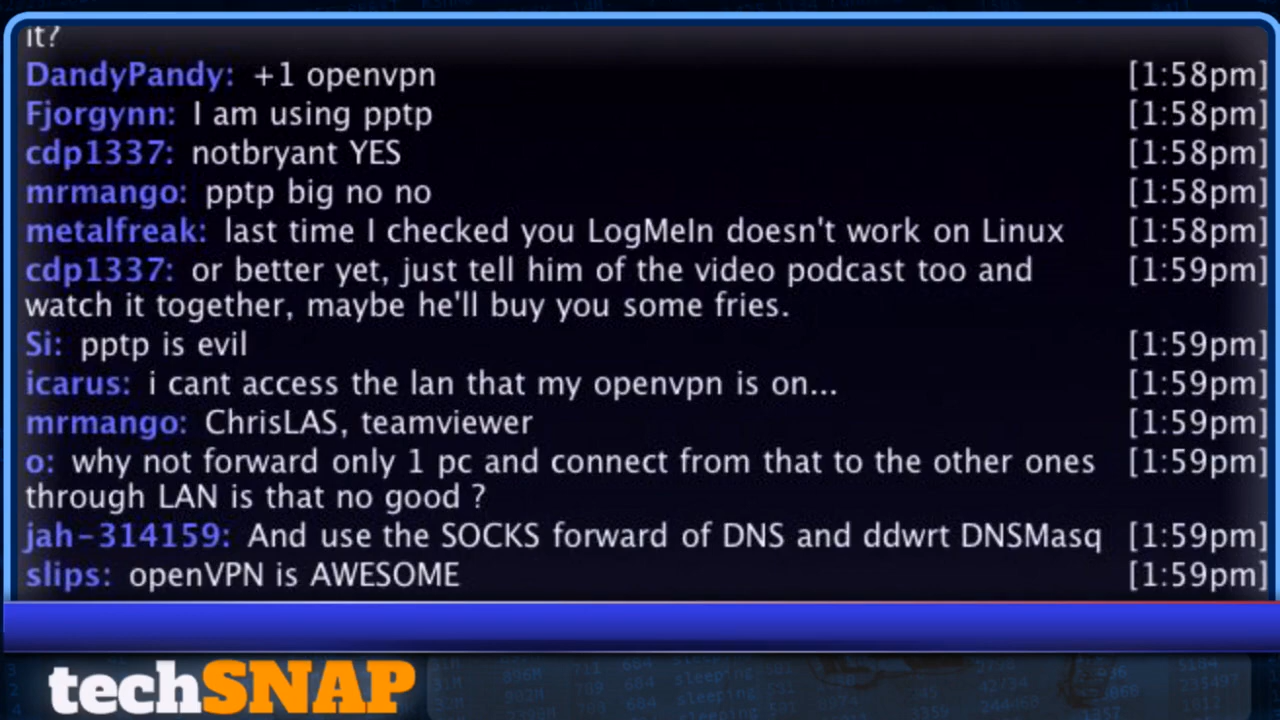 it?
DandyPandy: +1 openvpn [1:58pm]
Fjorgynn: I am using pptp [1:58pm]
cdp1337: notbryant YES [1:58pm]
mrmango: pptp big no no [1:58pm]
metalfreak: last time I checked you LogMeIn doesn't work on Linux [1:58pm]
cdp1337: or better yet, just tell him of the video podcast too and [1:59pm]
watch it together, maybe he'll buy you some fries.
Si: pptp is evil [1:59pm]
icarus: i cant access the lan that my openvpn is on... [1:59pm]
mrmango: ChrisLAS, teamviewer [1:59pm]
o: why not forward only 1 pc and connect from that to the other ones [1:59pm]
through LAN is that no good ?
jah-314159: And use the SOCKS forward of DNS and ddwrt DNSMasq [1:59pm]
slips: openVPN is AWESOME [1:59pm]
techSNAP